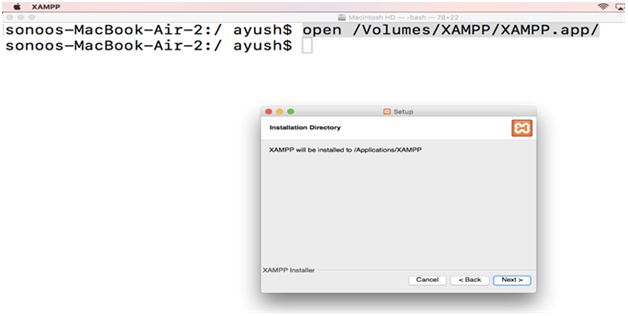 XAMPP
Macintosh HD — -bash — 78×22
sonoos-MacBook-Air-2:/ ayush$ open /Volumes/XAMPP/XAMPP.app/
sonoos-MacBook-Air-2:/ ayush$
Setup
Installation Directory
XAMPP will be installed to /Applications/XAMPP
XAMPP Installer
Cancel
< Back
Next >